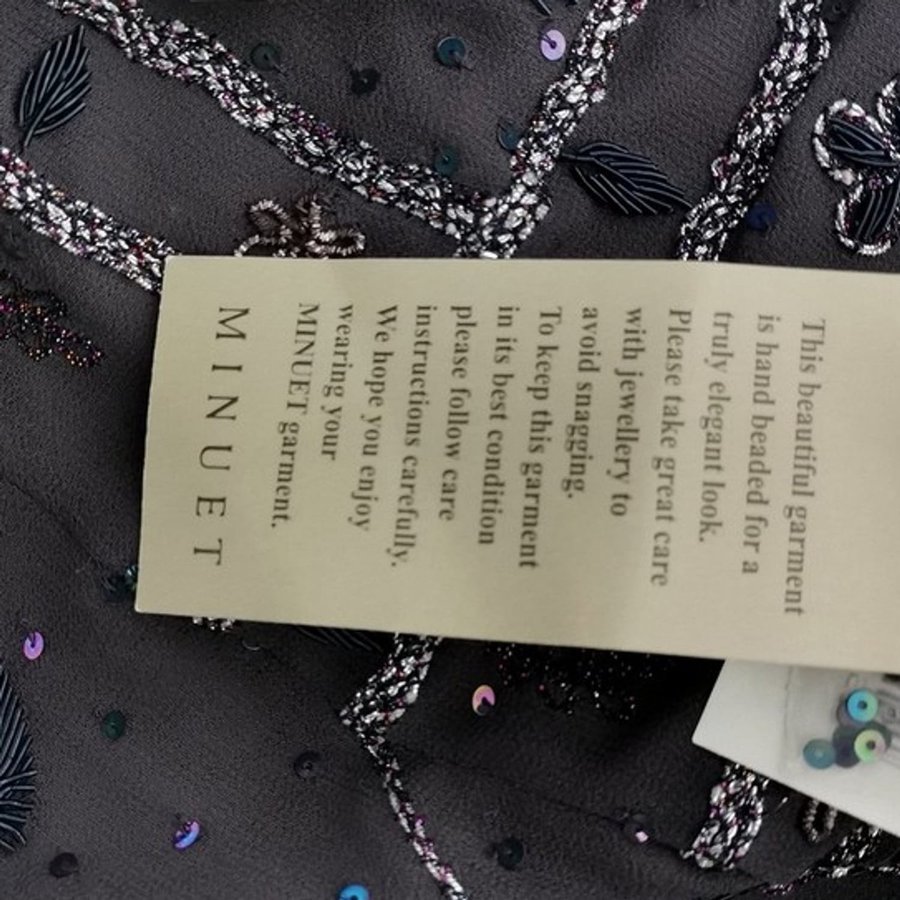 This beautiful garment
is hand beaded for a
truly elegant look.
Please take great care
with jewellery to
avoid snagging.
To keep this garment
in its best condition
please follow care
instructions carefully.
We hope you enjoy
wearing your
MINUET garment.
MINUET